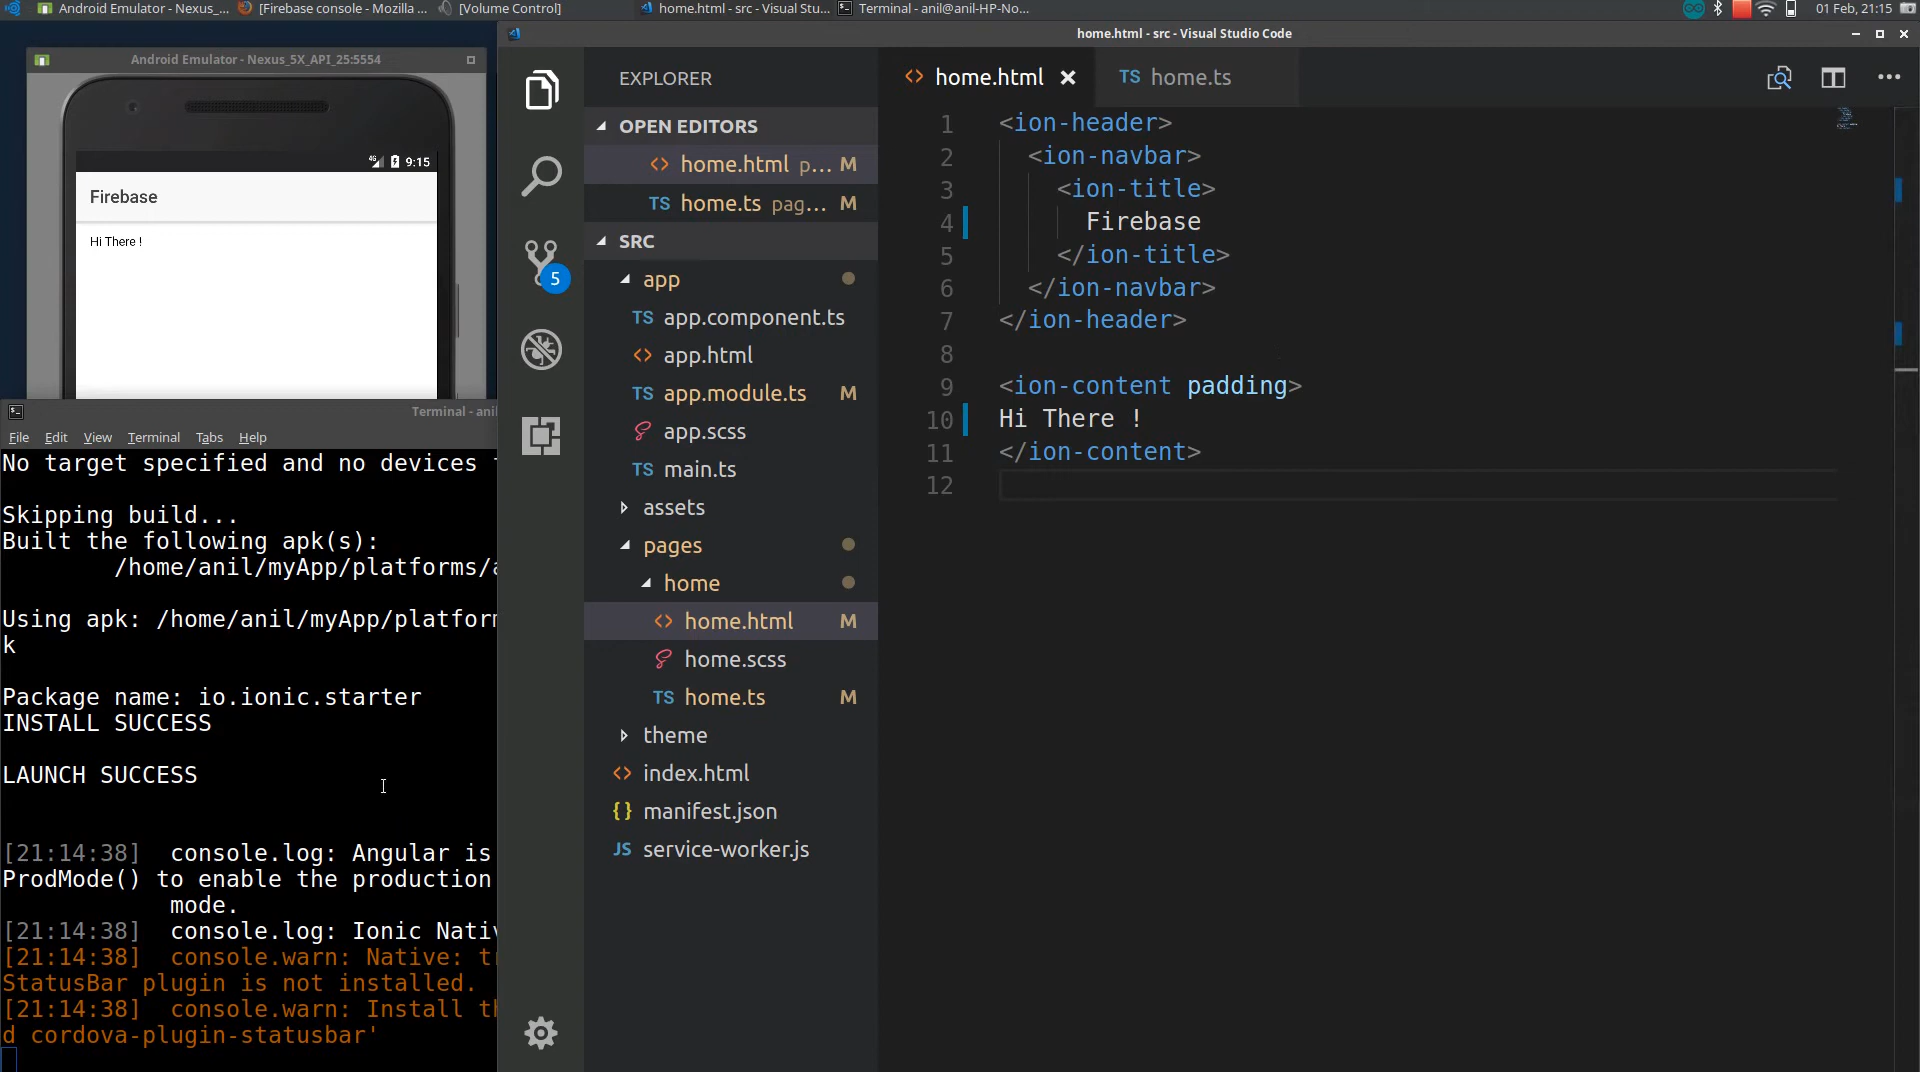 Android Emulator - Nexus_...
[Firebase console - Mozilla ...
[Volume Control]
home.html - src - Visual Stu...
Terminal - anil@anil-HP-No...
01 Feb, 21:15
Android Emulator - Nexus_5X_API_25:5554
9:15
Firebase
Hi There !
Terminal - anil
File Edit View Terminal Tabs Help
No target specified and no devices
Skipping build...
Built the following apk(s):
/home/anil/myApp/platforms/
Using apk: /home/anil/myApp/platfor
k
Package name: io.ionic.starter
INSTALL SUCCESS
LAUNCH SUCCESS
[21:14:38] console.log: Angular is
ProdMode() to enable the production
mode.
[21:14:38] console.log: Ionic Nativ
[21:14:38] console.warn: Native: tr
StatusBar plugin is not installed.
[21:14:38] console.warn: Install th
d cordova-plugin-statusbar'
home.html - src - Visual Studio Code
5
EXPLORER
OPEN EDITORS
home.html p... M
TS home.ts pag... M
SRC
app
TS app.component.ts
app.html
TS app.module.ts M
app.scss
TS main.ts
assets
pages
home
home.html M
home.scss
TS home.ts M
theme
index.html
{} manifest.json
JS service-worker.js
home.html
TS home.ts
1 <ion-header>
2 <ion-navbar>
3 <ion-title>
4 Firebase
5 </ion-title>
6 </ion-navbar>
7 </ion-header>
8
9 <ion-content padding>
10 Hi There !
11 </ion-content>
12